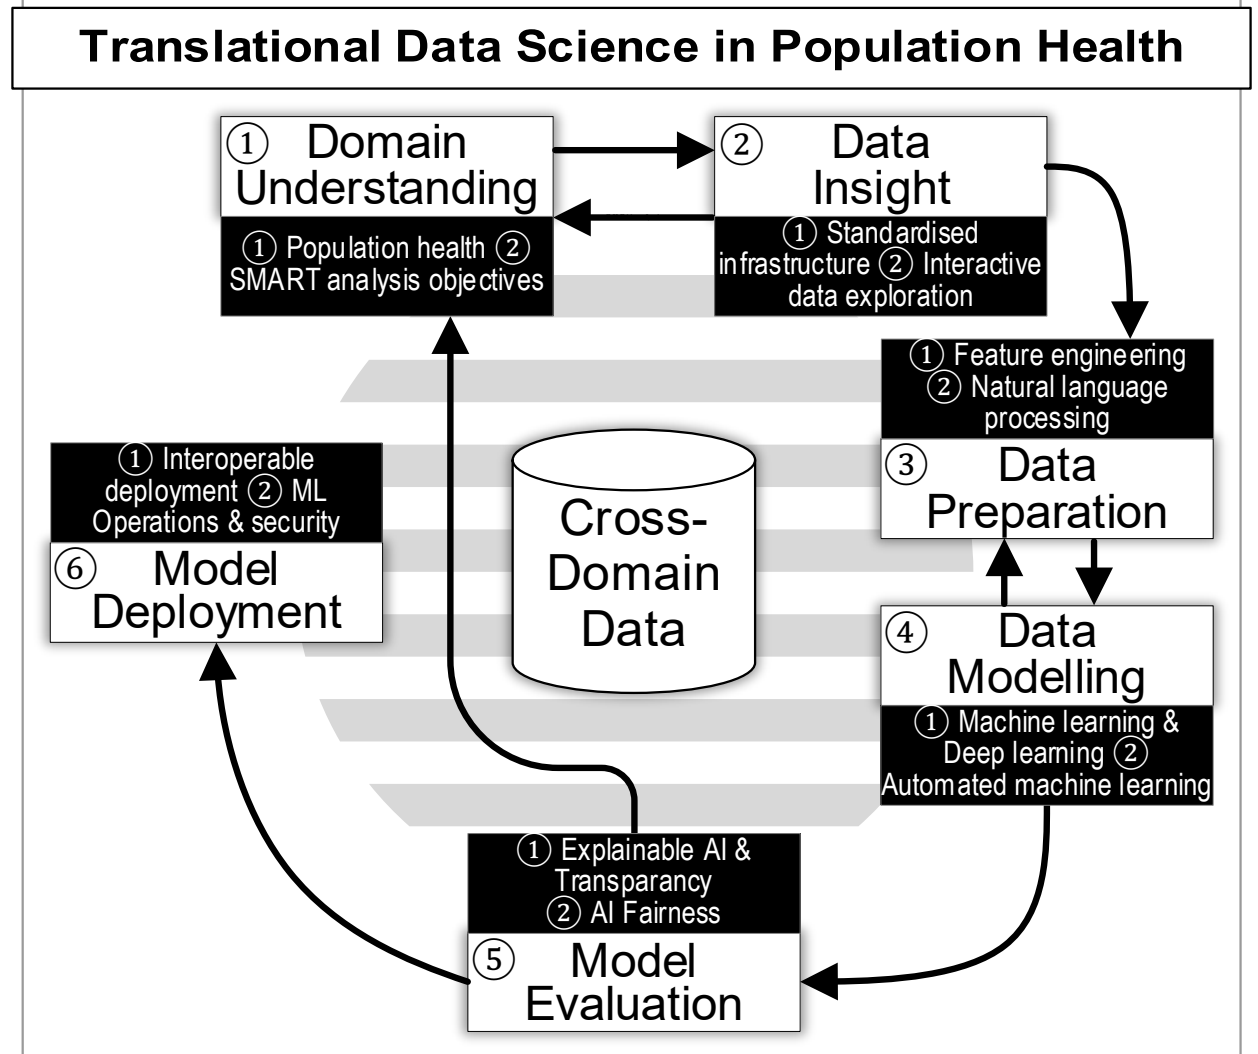 Translational Data Science in Population Health
① Domain
Understanding
① Population health ②
SMART analysis objectives
② Data
Insight
① Standardised
infrastructure ② Interactive
data exploration
① Feature engineering
② Natural language
processing
③ Data
Preparation
④ Data
Modelling
① Machine learning &
Deep learning ②
Automated machine learning
① Explainable AI &
Transparancy
② AI Fairness
⑤ Model
Evaluation
① Interoperable
deployment ② ML
Operations & security
⑥ Model
Deployment
Cross-
Domain
Data